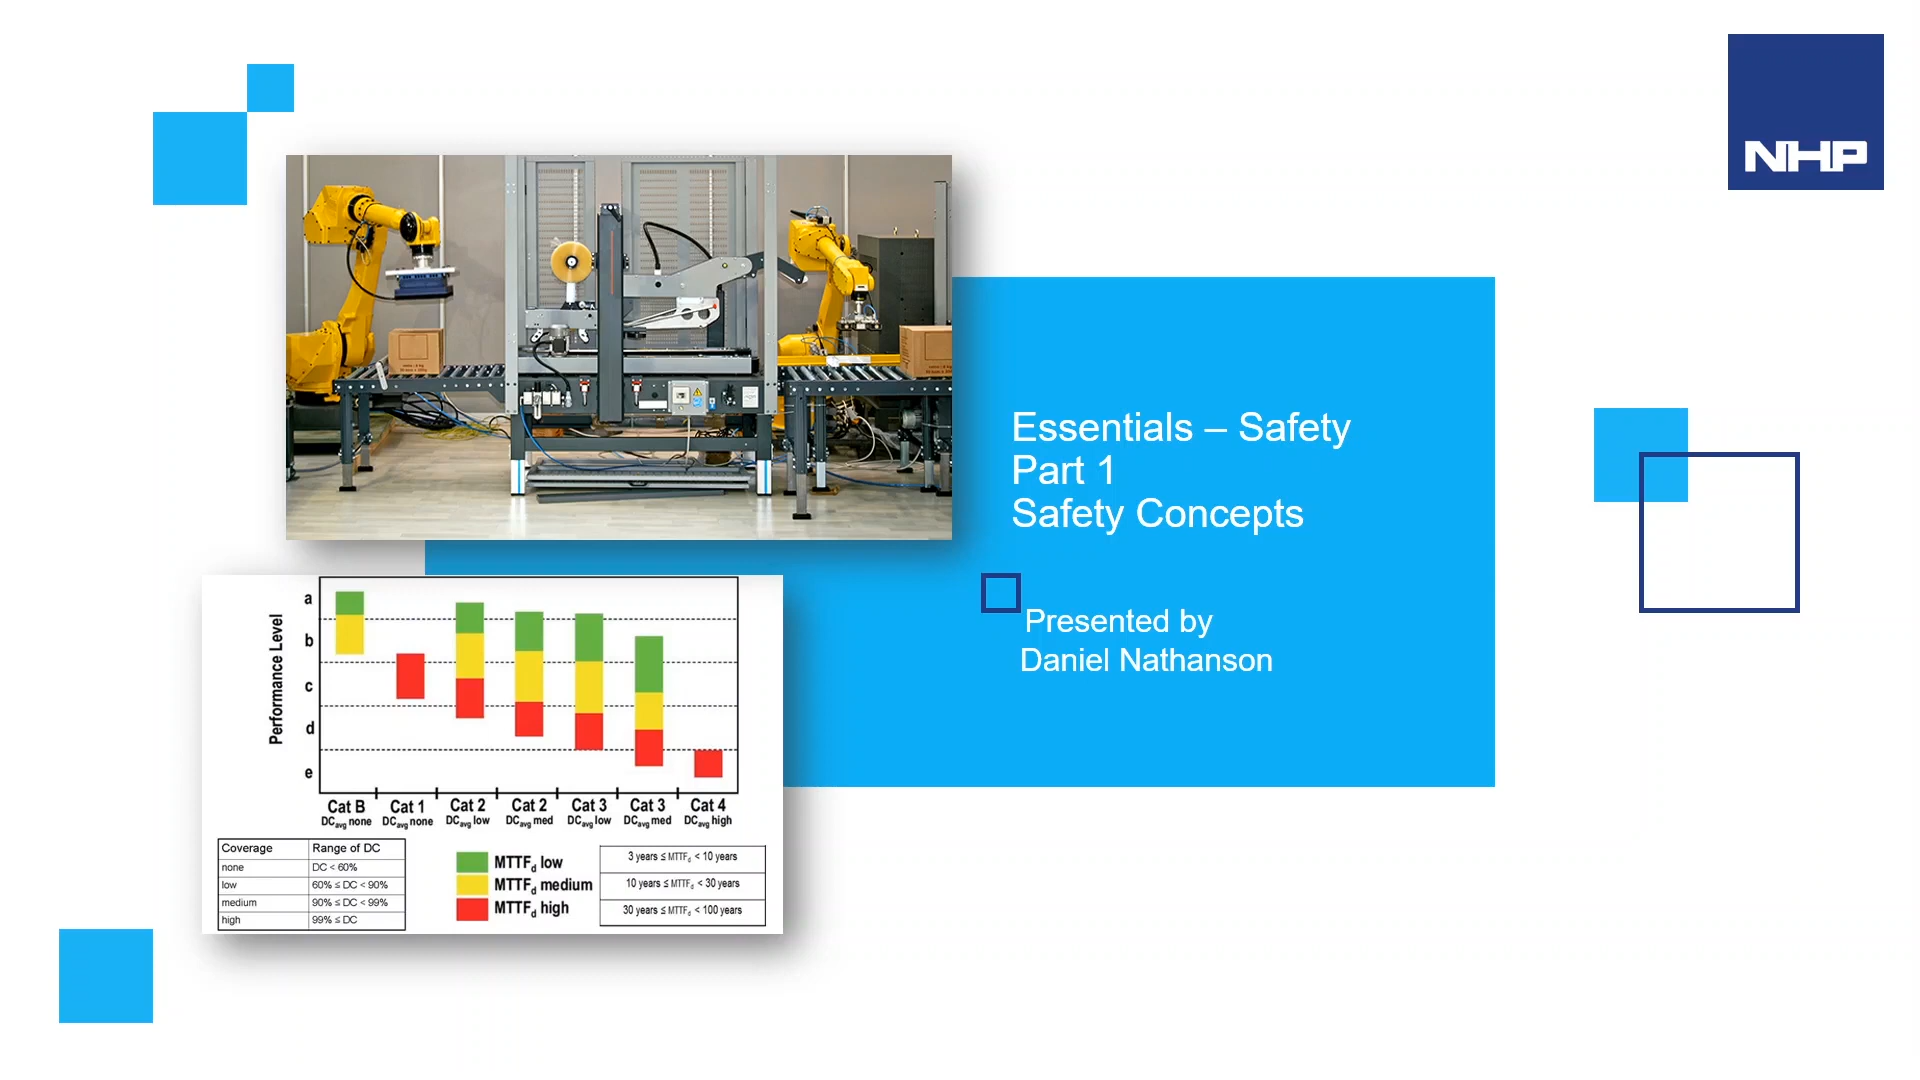 NHP
Essentials – Safety
Part 1
Safety Concepts
Presented by
Daniel Nathanson
Performance Level
a
b
c
d
e
Cat B
DCavg none
Cat 1
DCavg none
Cat 2
DCavg low
Cat 2
DCavg med
Cat 3
DCavg low
Cat 3
DCavg med
Cat 4
DCavg high
Coverage Range of DC
none DC < 60%
low 60% ≤ DC < 90%
medium 90% ≤ DC < 99%
high 99% ≤ DC
MTTFd low
MTTFd medium
MTTFd high
3 years ≤ MTTFd < 10 years
10 years ≤ MTTFd < 30 years
30 years ≤ MTTFd < 100 years